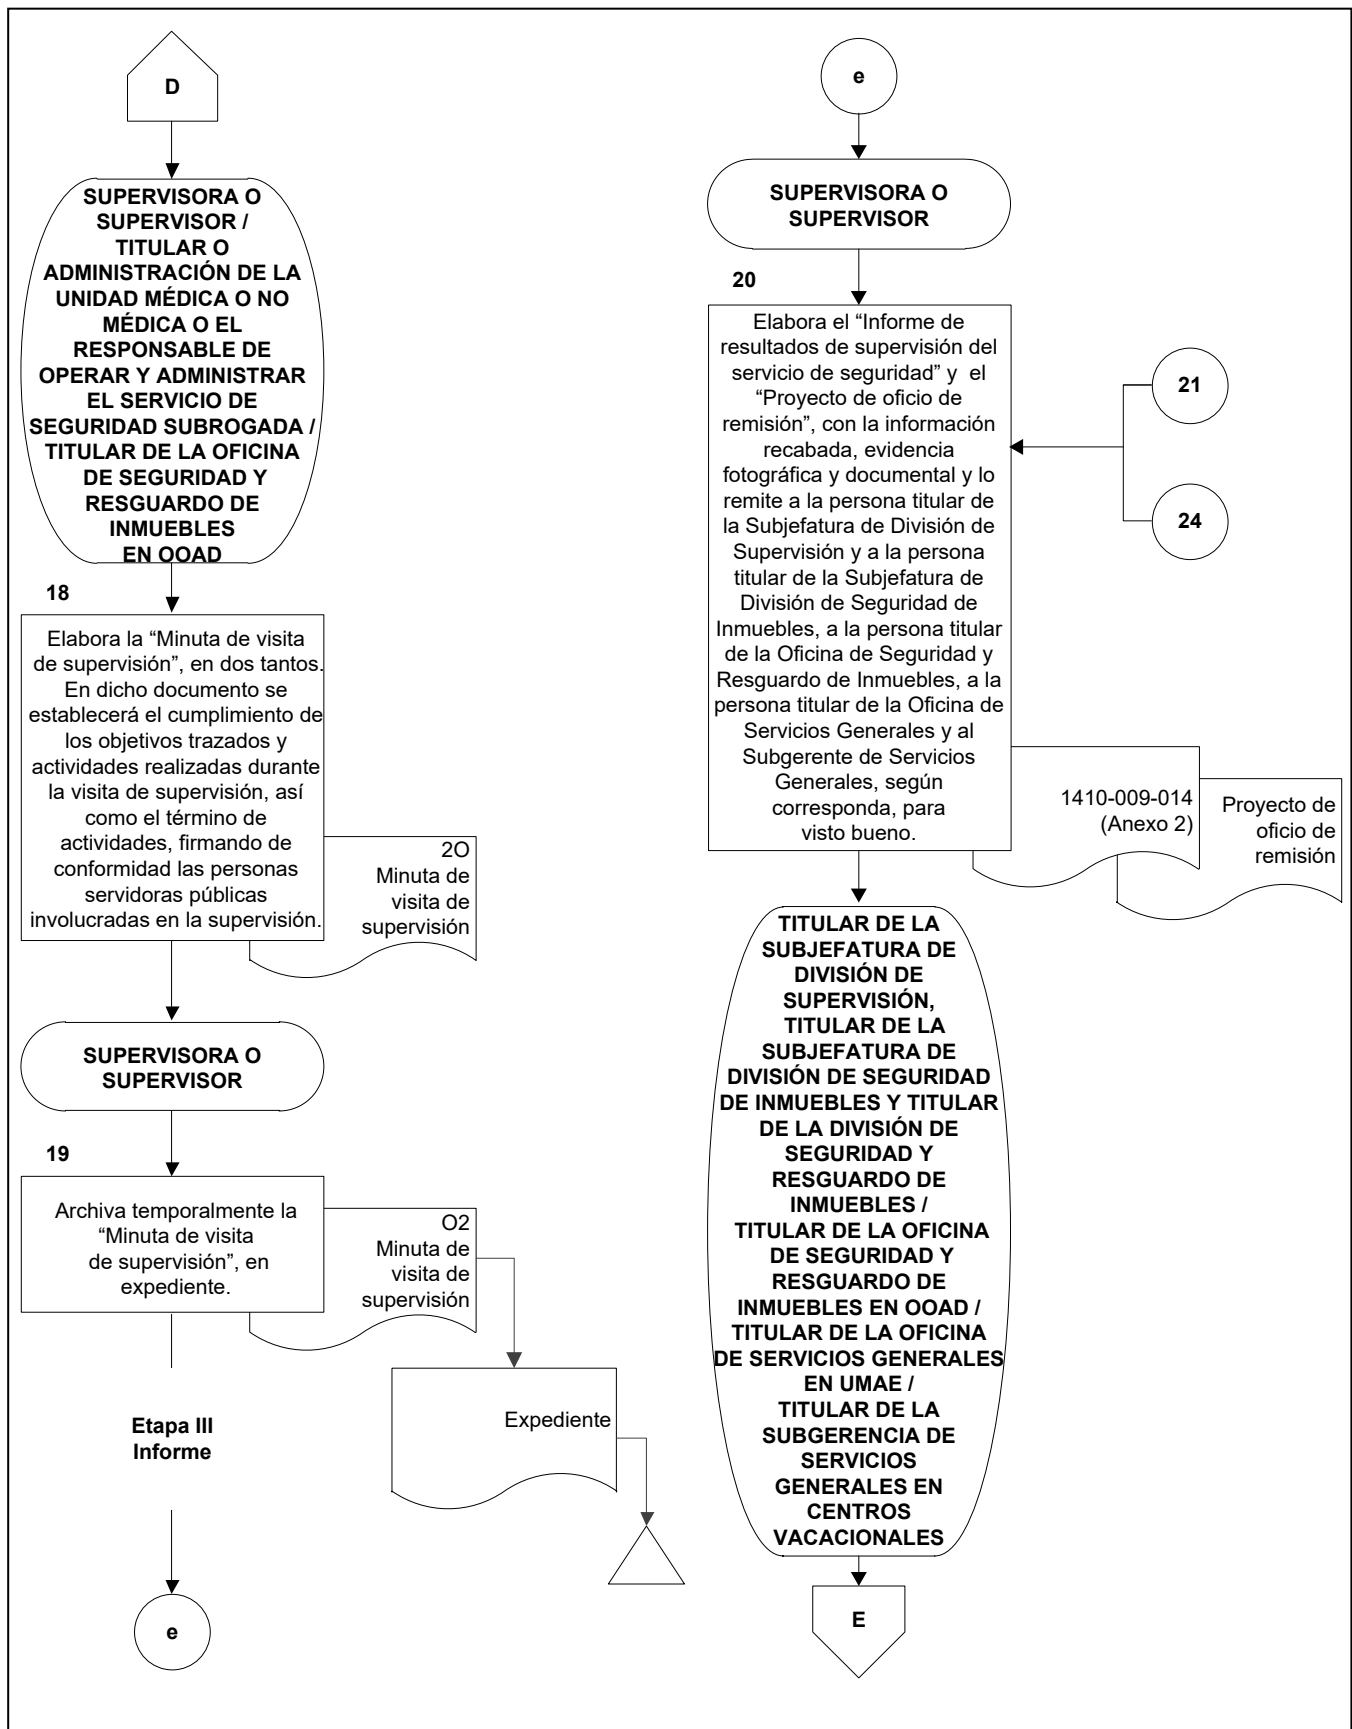 D
SUPERVISORA O
SUPERVISOR /
TITULAR O
ADMINISTRACIÓN DE LA
UNIDAD MÉDICA O NO
MÉDICA O EL
RESPONSABLE DE
OPERAR Y ADMINISTRAR
EL SERVICIO DE
SEGURIDAD SUBROGADA /
TITULAR DE LA OFICINA
DE SEGURIDAD Y
RESGUARDO DE
INMUEBLES
EN OOAD
18
Elabora la “Minuta de visita
de supervisión”, en dos tantos.
En dicho documento se
establecerá el cumplimiento de
los objetivos trazados y
actividades realizadas durante
la visita de supervisión, así
como el término de
actividades, firmando de
conformidad las personas
servidoras públicas
involucradas en la supervisión.
2O
Minuta de
visita de
supervisión
SUPERVISORA O
SUPERVISOR
19
Archiva temporalmente la
“Minuta de visita
de supervisión”, en
expediente.
O2
Minuta de
visita de
supervisión
Expediente
Etapa III
Informe
e
e
SUPERVISORA O
SUPERVISOR
20
Elabora el “Informe de
resultados de supervisión del
servicio de seguridad” y el
“Proyecto de oficio de
remisión”, con la información
recabada, evidencia
fotográfica y documental y lo
remite a la persona titular de
la Subjefatura de División de
Supervisión y a la persona
titular de la Subjefatura de
División de Seguridad de
Inmuebles, a la persona titular
de la Oficina de Seguridad y
Resguardo de Inmuebles, a la
persona titular de la Oficina de
Servicios Generales y al
Subgerente de Servicios
Generales, según
corresponda, para
visto bueno.
21
24
1410-009-014
(Anexo 2)
Proyecto de
oficio de
remisión
TITULAR DE LA
SUBJEFATURA DE
DIVISIÓN DE
SUPERVISIÓN,
TITULAR DE LA
SUBJEFATURA DE
DIVISIÓN DE SEGURIDAD
DE INMUEBLES Y TITULAR
DE LA DIVISIÓN DE
SEGURIDAD Y
RESGUARDO DE
INMUEBLES /
TITULAR DE LA OFICINA
DE SEGURIDAD Y
RESGUARDO DE
INMUEBLES EN OOAD /
TITULAR DE LA OFICINA
DE SERVICIOS GENERALES
EN UMAE /
TITULAR DE LA
SUBGERENCIA DE
SERVICIOS
GENERALES EN
CENTROS
VACACIONALES
E